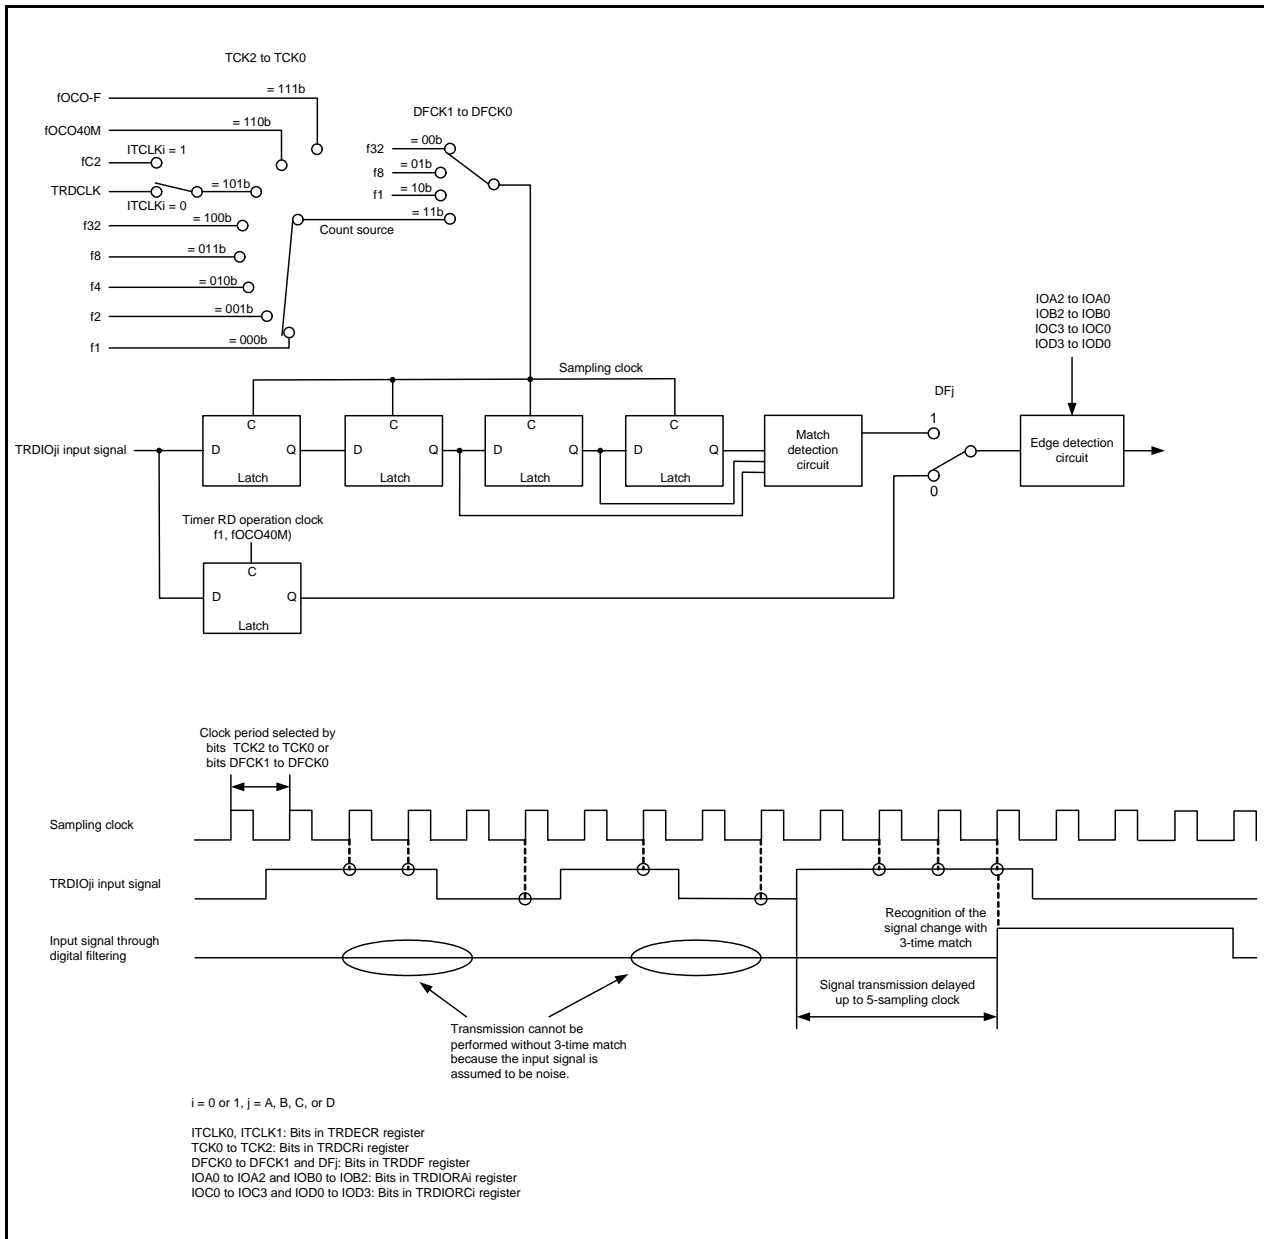 TCK2 to TCK0
fOCO-F
= 111b
DFCK1 to DFCK0
fOCO40M
= 110b
f32
= 00b
fC2
ITCLKi = 1
f8
= 01b
TRDCLK
= 101b
f1
= 10b
ITCLKi = 0
f32
= 100b
= 11b
Count source
f8
= 011b
f4
= 010b
f2
= 001b
f1
= 000b
IOA2 to IOA0
IOB2 to IOB0
IOC3 to IOC0
IOD3 to IOD0
Sampling clock
DFj
TRDIOji input signal
C
D
Q
Latch
C
D
Q
Latch
C
D
Q
Latch
C
D
Q
Latch
Match
detection
circuit
1
0
Edge detection
circuit
Timer RD operation clock
f1, fOCO40M)
C
D
Q
Latch
Clock period selected by
bits TCK2 to TCK0 or
bits DFCK1 to DFCK0
Sampling clock
TRDIOji input signal
Input signal through
digital filtering
Recognition of the
signal change with
3-time match
Signal transmission delayed
up to 5-sampling clock
Transmission cannot be
performed without 3-time match
because the input signal is
assumed to be noise.
i = 0 or 1, j = A, B, C, or D
ITCLK0, ITCLK1: Bits in TRDECR register
TCK0 to TCK2: Bits in TRDCRi register
DFCK0 to DFCK1 and DFj: Bits in TRDDF register
IOA0 to IOA2 and IOB0 to IOB2: Bits in TRDIORAi register
IOC0 to IOC3 and IOD0 to IOD3: Bits in TRDIORCi register